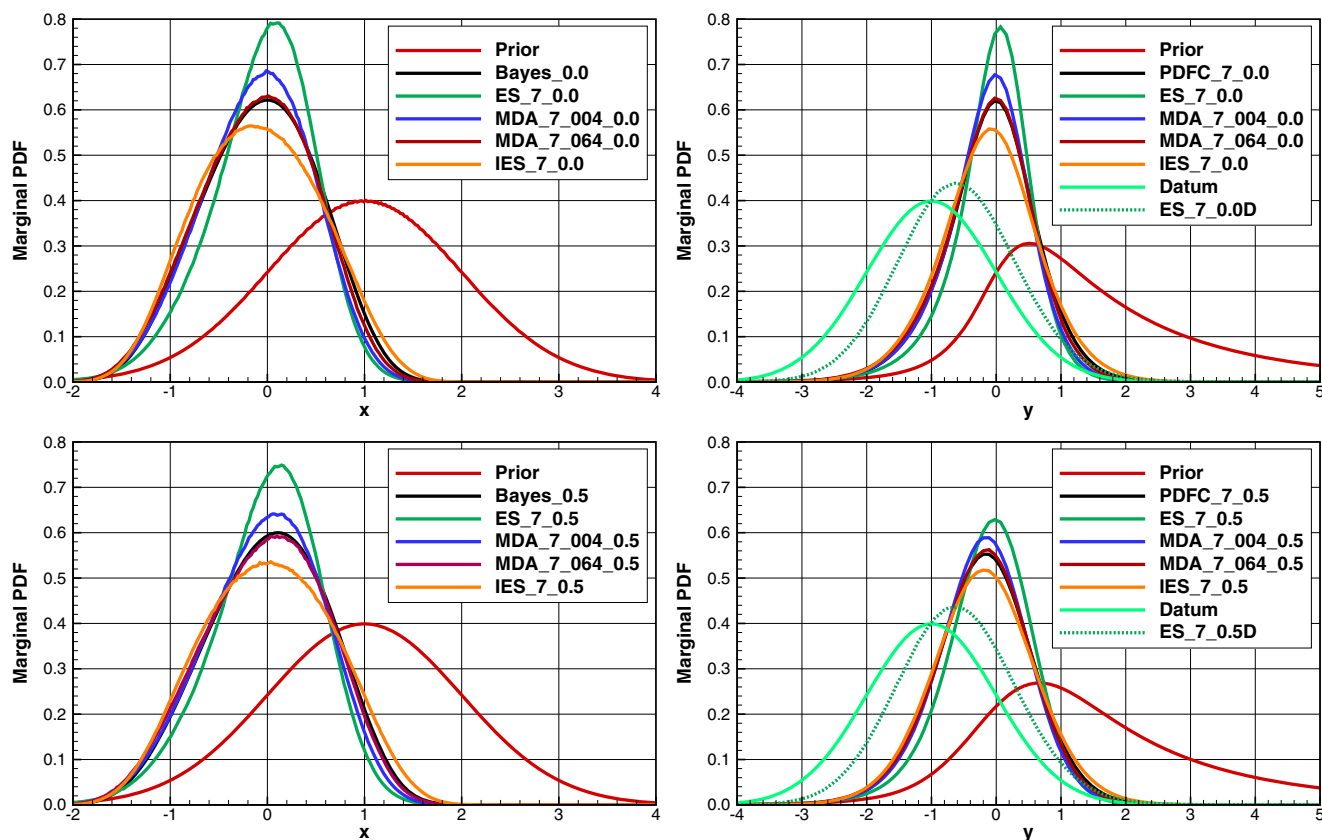 Marginal PDF
0.8
0.7
0.6
0.5
0.4
0.3
0.2
0.1
0.0
Prior
Bayes_0.0
ES_7_0.0
MDA_7_004_0.0
MDA_7_064_0.0
IES_7_0.0
-2 -1 0 1 2 3 4
x
Marginal PDF
0.8
0.7
0.6
0.5
0.4
0.3
0.2
0.1
0.0
Prior
PDFC_7_0.0
ES_7_0.0
MDA_7_004_0.0
MDA_7_064_0.0
IES_7_0.0
Datum
ES_7_0.0D
-4 -3 -2 -1 0 1 2 3 4 5
y
Marginal PDF
0.8
0.7
0.6
0.5
0.4
0.3
0.2
0.1
0.0
Prior
Bayes_0.5
ES_7_0.5
MDA_7_004_0.5
MDA_7_064_0.5
IES_7_0.5
-2 -1 0 1 2 3 4
x
Marginal PDF
0.8
0.7
0.6
0.5
0.4
0.3
0.2
0.1
0.0
Prior
PDFC_7_0.5
ES_7_0.5
MDA_7_004_0.5
MDA_7_064_0.5
IES_7_0.5
Datum
ES_7_0.5D
-4 -3 -2 -1 0 1 2 3 4 5
y